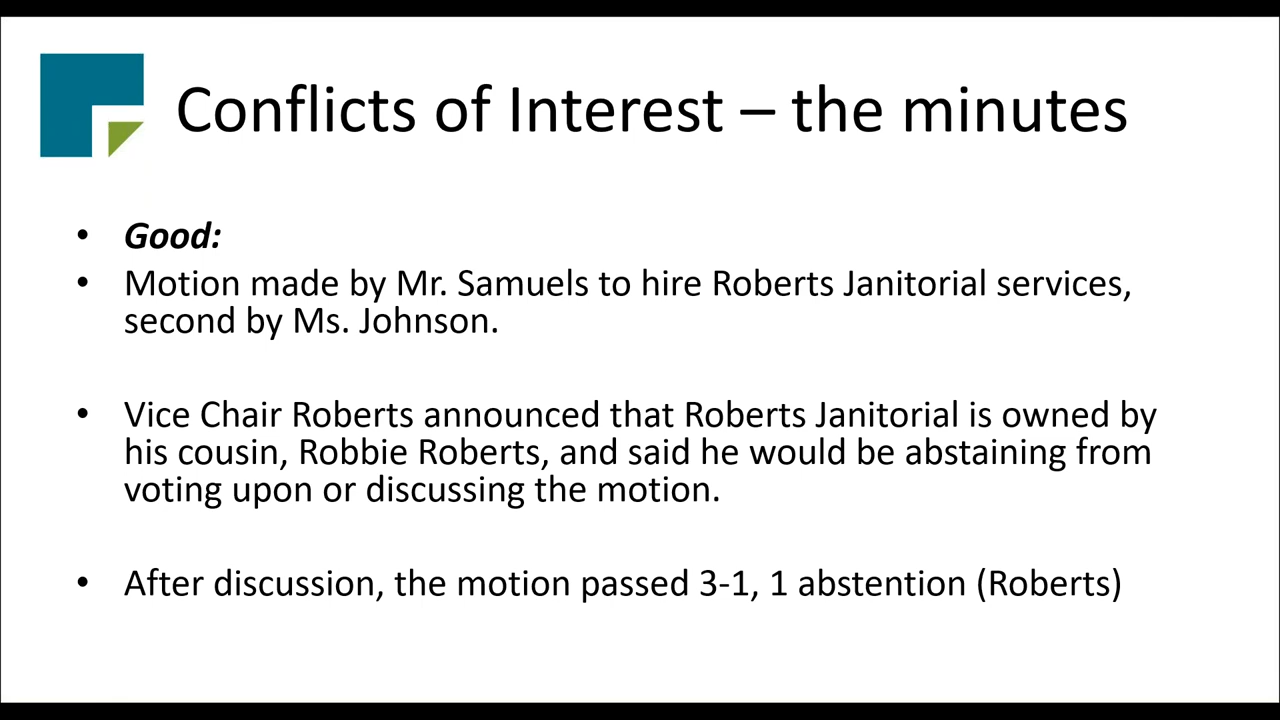 Conflicts of Interest – the minutes
• Good:
• Motion made by Mr. Samuels to hire Roberts Janitorial services,
second by Ms. Johnson.
• Vice Chair Roberts announced that Roberts Janitorial is owned by
his cousin, Robbie Roberts, and said he would be abstaining from
voting upon or discussing the motion.
• After discussion, the motion passed 3-1, 1 abstention (Roberts)